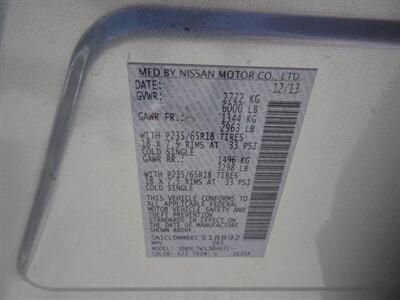 MFD BY NISSAN MOTOR CO., LTD
DATE: 12/13
GVWR: 2722 KG
6000 LB
GAWR FR.: 1344 KG
2963 LB
WITH P235/65R18 TIRES
18 X 7.5 RIMS AT 33 PSI
COLD SINGLE
GAWR RR.: 1496 KG
3298 LB
WITH P235/65R18 TIRES
18 X 7.5 RIMS AT 33 PSI
COLD SINGLE
THIS VEHICLE CONFORMS TO
ALL APPLICABLE FEDERAL
MOTOR VEHICLE SAFETY
AND THEFT PREVENTION
STANDARDS IN EFFECT ON
THE DATE OF MANUFACTURE
SHOWN ABOVE.
518892
MPV
COLOR: K23 TRIM: G